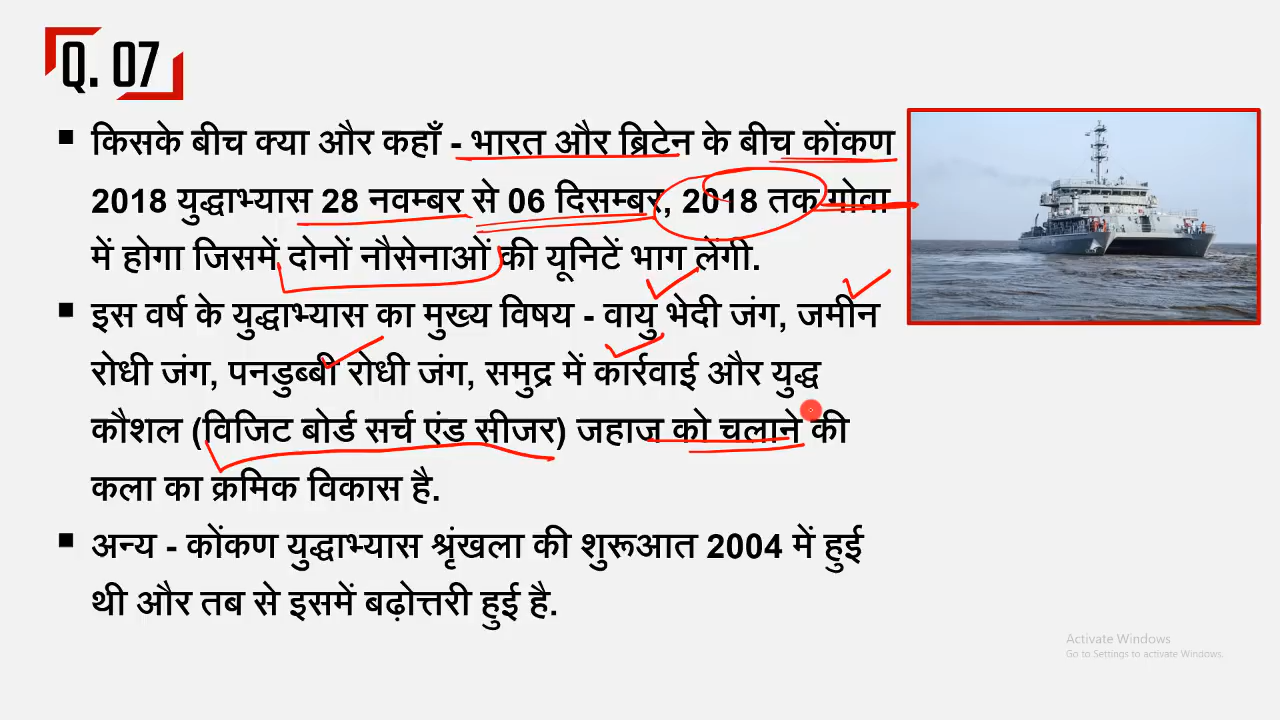 Q. 07
किसके बीच क्या और कहाँ - भारत और ब्रिटेन के बीच कोंकण
2018 युद्धाभ्यास 28 नवम्बर से 06 दिसम्बर, 2018 तक गोवा
में होगा जिसमें दोनों नौसेनाओं की यूनिटें भाग लेंगी.
इस वर्ष के युद्धाभ्यास का मुख्य विषय - वायु भेदी जंग, जमीन
रोधी जंग, पनडुब्बी रोधी जंग, समुद्र में कार्रवाई और युद्ध
कौशल (विजिट बोर्ड सर्च एंड सीजर) जहाज को चलाने की
कला का क्रमिक विकास है.
अन्य - कोंकण युद्धाभ्यास श्रृंखला की शुरूआत 2004 में हुई
थी और तब से इसमें बढ़ोत्तरी हुई है.
Activate Windows
Go to Settings to activate Windows.